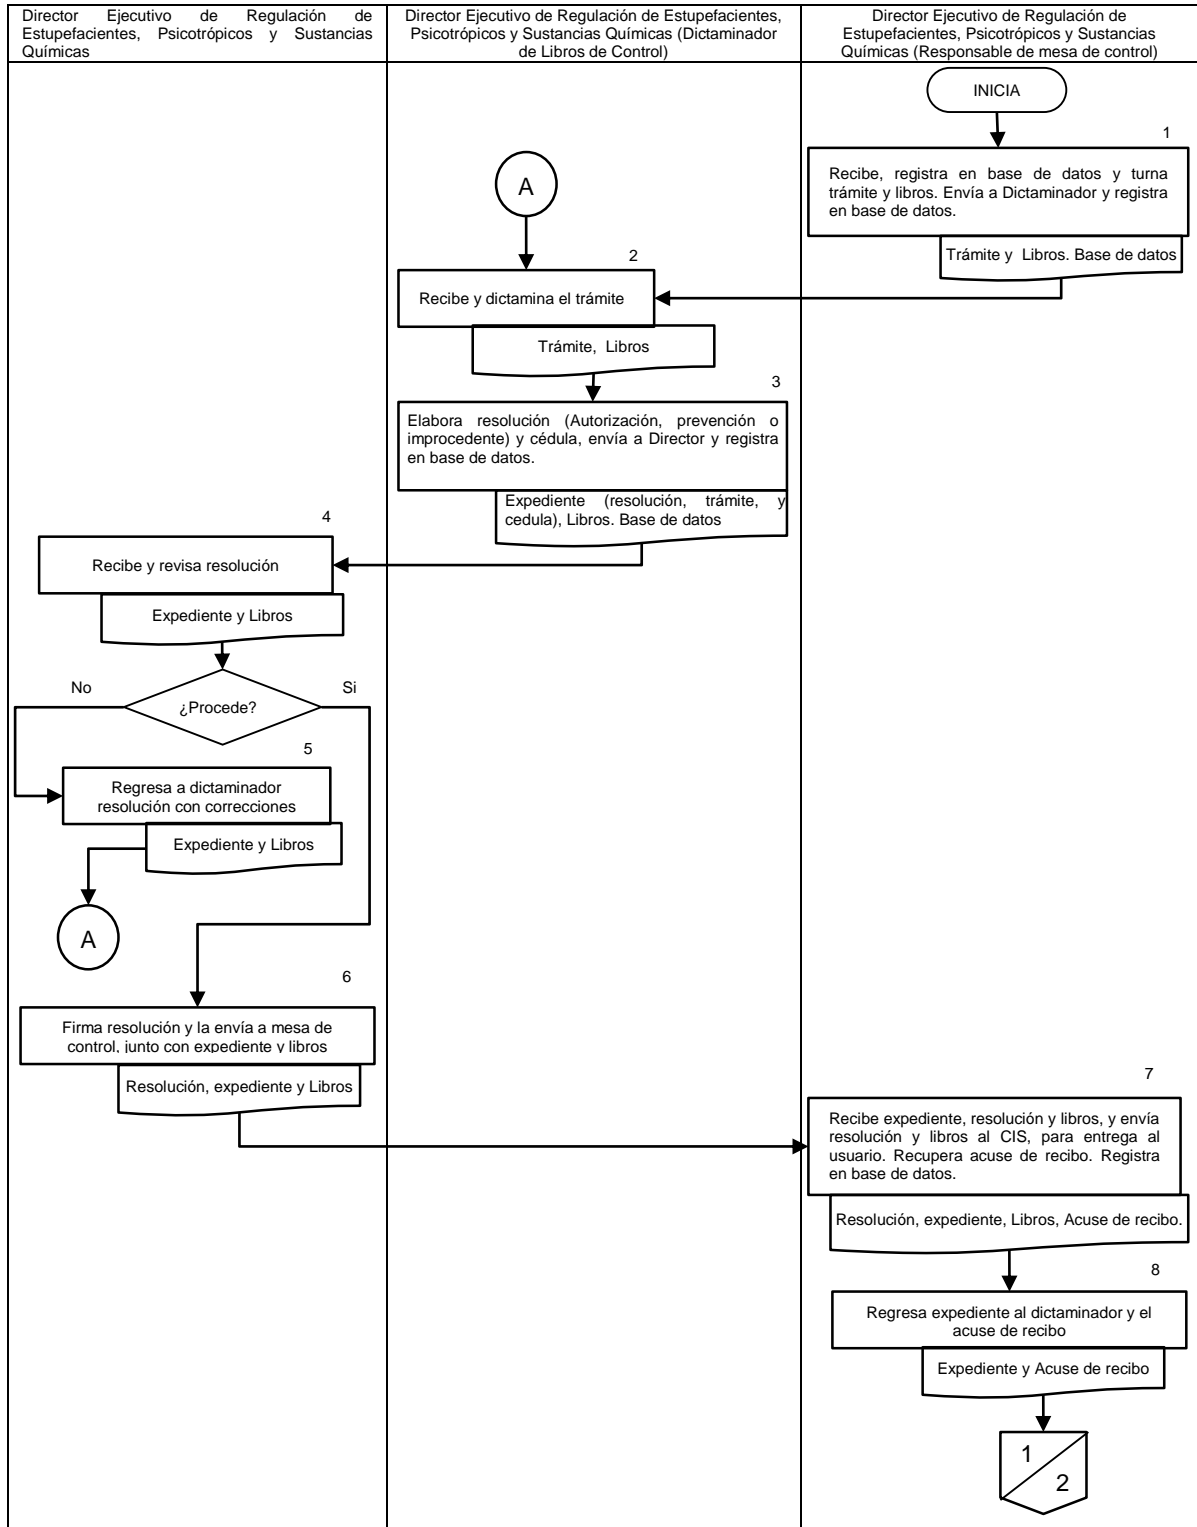 Director Ejecutivo de Regulación de
Estupefacientes, Psicotrópicos y Sustancias
Químicas
Director Ejecutivo de Regulación de Estupefacientes,
Psicotrópicos y Sustancias Químicas (Dictaminador
de Libros de Control)
Director Ejecutivo de Regulación de
Estupefacientes, Psicotrópicos y Sustancias
Químicas (Responsable de mesa de control)
INICIA
1
Recibe, registra en base de datos y turna
trámite y libros. Envía a Dictaminador y registra
en base de datos.
Trámite y Libros. Base de datos
A
2
Recibe y dictamina el trámite
Trámite, Libros
3
Elabora resolución (Autorización, prevención o
improcedente) y cédula, envía a Director y registra
en base de datos.
Expediente (resolución, trámite, y
cedula), Libros. Base de datos
4
Recibe y revisa resolución
Expediente y Libros
No
Si
¿Procede?
5
Regresa a dictaminador
resolución con correcciones
Expediente y Libros
A
6
Firma resolución y la envía a mesa de
control, junto con expediente y libros
Resolución, expediente y Libros
7
Recibe expediente, resolución y libros, y envía
resolución y libros al CIS, para entrega al
usuario. Recupera acuse de recibo. Registra
en base de datos.
Resolución, expediente, Libros, Acuse de recibo.
8
Regresa expediente al dictaminador y el
acuse de recibo
Expediente y Acuse de recibo
1
2